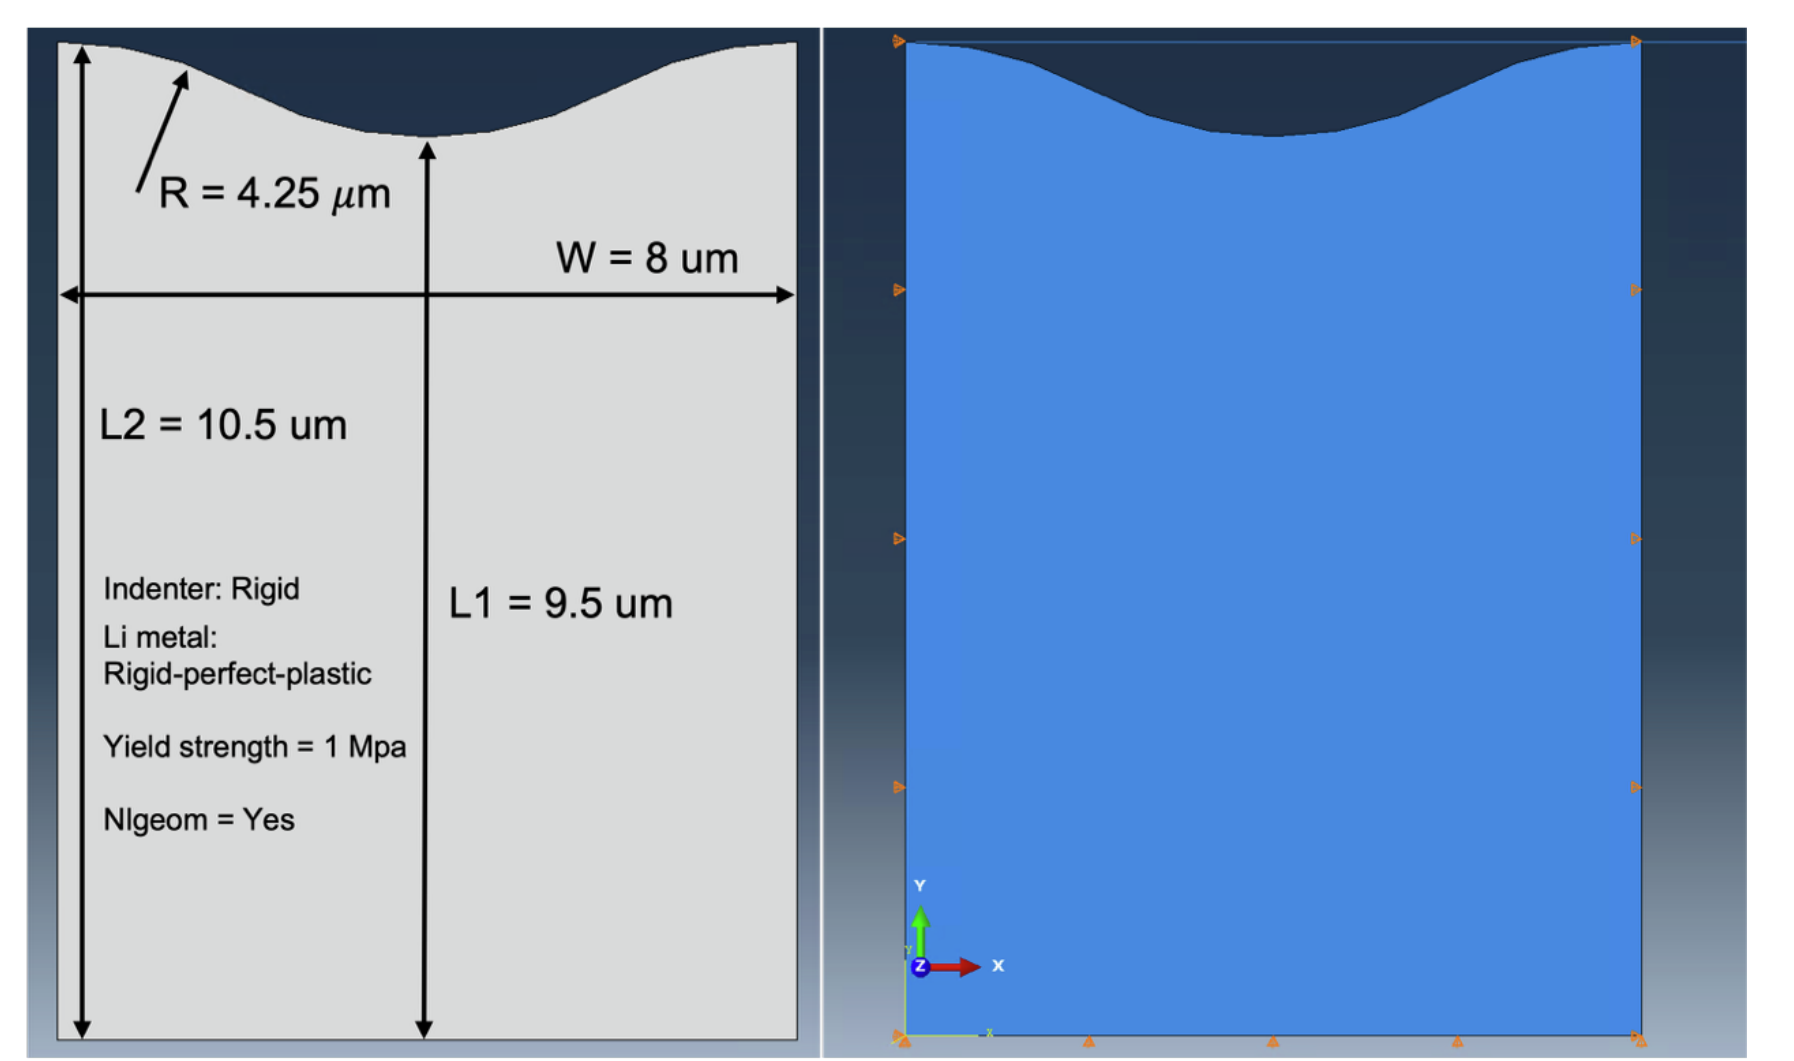 R = 4.25 μm
W = 8 um
L2 = 10.5 um
Indenter: Rigid
L1 = 9.5 um
Li metal:
Rigid-perfect-plastic
Yield strength = 1 Mpa
Nlgeom = Yes
Y
Y
Z
X
X